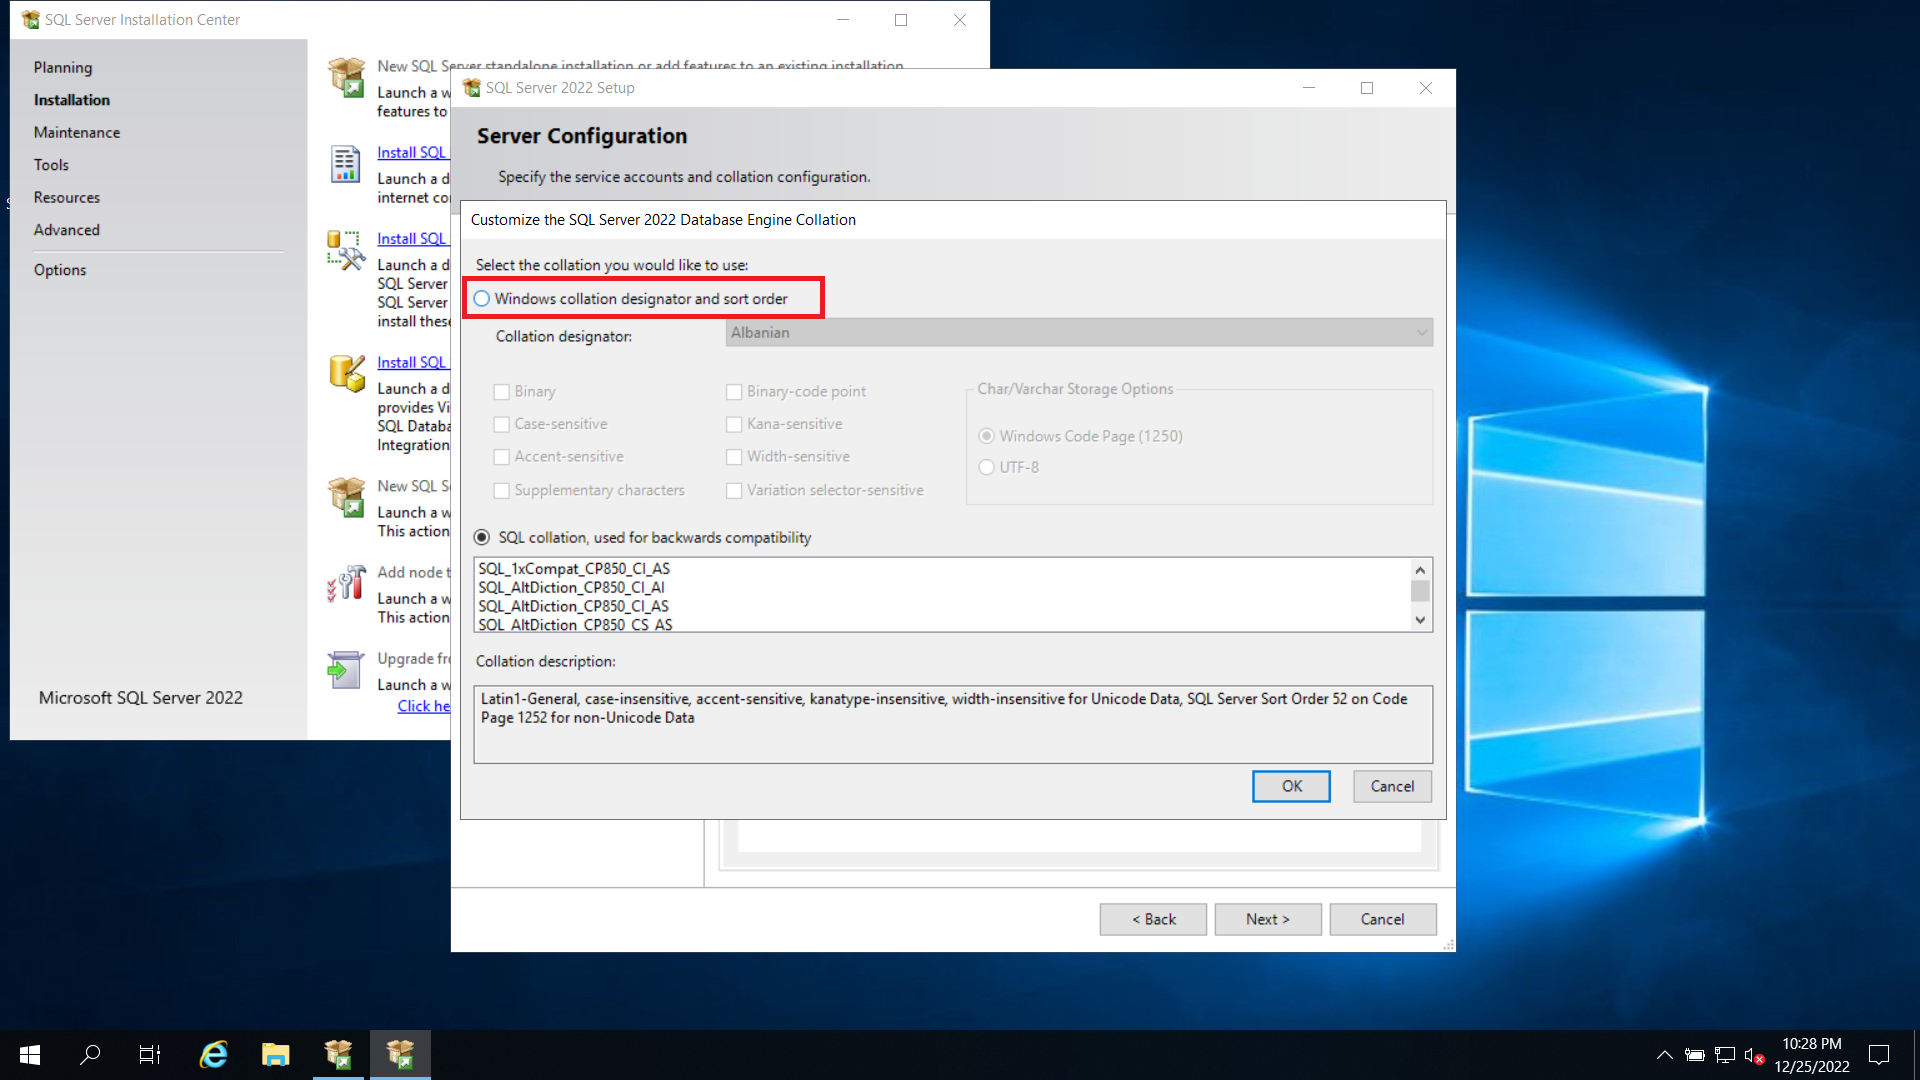 SQL Server Installation Center
Planning
Installation
Maintenance
Tools
Resources
Advanced
Options
Microsoft SQL Server 2022
New SQL Server standalone installation or add features to an existing installation
Launch a w
features to
Install SQL
Launch a d
internet co
Install SQL
Launch a d
SQL Server
SQL Server
install these
Install SQL
Launch a d
provides Vi
SQL Databa
Integration
New SQL Se
Launch a w
This action
Add node t
Launch a w
This action
Upgrade fro
Launch a w
Click he
SQL Server 2022 Setup
Server Configuration
Specify the service accounts and collation configuration.
Customize the SQL Server 2022 Database Engine Collation
Select the collation you would like to use:
Windows collation designator and sort order
Collation designator:
Albanian
Binary
Binary-code point
Case-sensitive
Kana-sensitive
Accent-sensitive
Width-sensitive
Supplementary characters
Variation selector-sensitive
Char/Varchar Storage Options
Windows Code Page (1250)
UTF-8
SQL collation, used for backwards compatibility
SQL_1xCompat_CP850_CI_AS
SQL_AltDiction_CP850_CI_AI
SQL_AltDiction_CP850_CI_AS
SQL_AltDiction_CP850_CS_AS
Collation description:
Latin1-General, case-insensitive, accent-sensitive, kanatype-insensitive, width-insensitive for Unicode Data, SQL Server Sort Order 52 on Code
Page 1252 for non-Unicode Data
OK
Cancel
< Back
Next >
Cancel
10:28 PM
12/25/2022